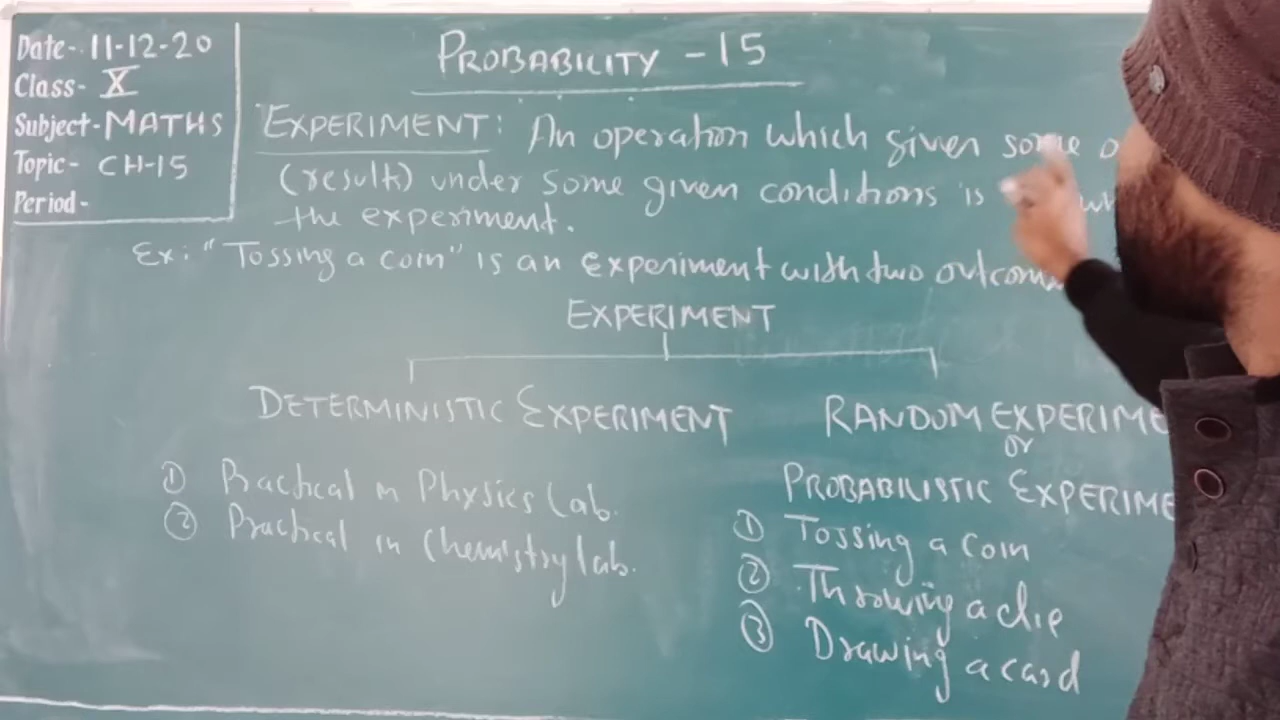 Date- 11-12-20
Class- X
Subject- MATHS
Topic- CH-15
Period-
PROBABILITY - 15
EXPERIMENT: An operation which given some
(result) under some given conditions is
the experiment.
Ex: "Tossing a coin" is an experiment with two outcom
EXPERIMENT
DETERMINISTIC EXPERIMENT
① Practical in Physics Lab.
② Practical in Chemistry lab.
RANDOM EXPERIME
or
PROBABILISTIC EXPERIME
① Tossing a coin
② Throwing a die
③ Drawing a card